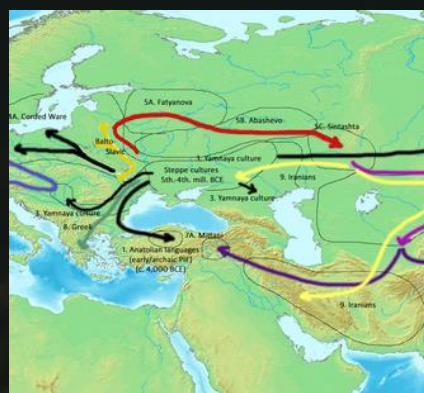 5A. Fatyanova
4A. Corded Ware
5B. Abashevo
5C. Sintashta
Balto-
Slavic
3. Yamnaya culture
Steppe cultures
5th.-4th. mill. BCE
9. Iranians
3. Yamnaya culture
3. Yamnaya culture
8. Greek
7A. Mittani
1. Anatolian languages
(early/archaic PIE)
(c. 4,000 BCE)
9. Iranians